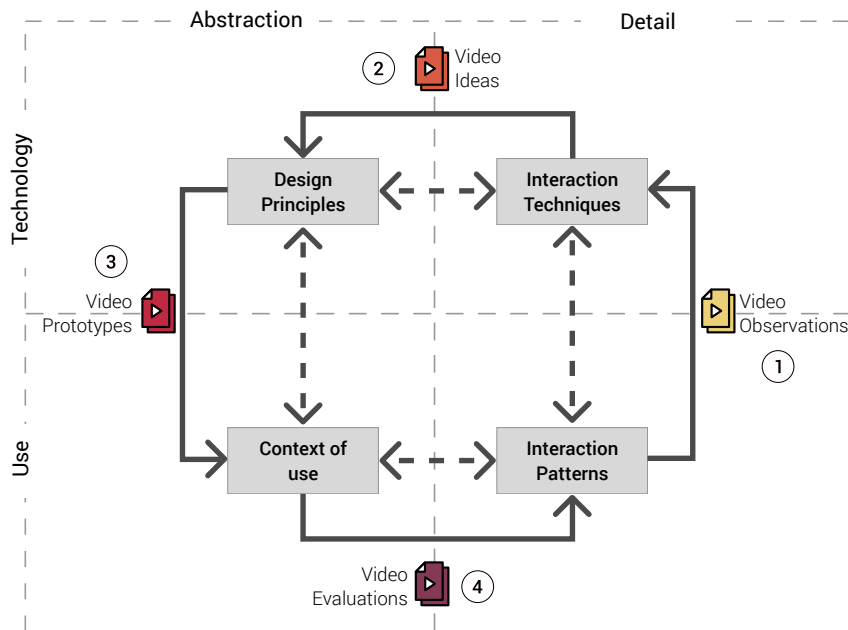 Abstraction
Detail
2
Video
Ideas
Technology
Design
Principles
Interaction
Techniques
3
Video
Prototypes
Video
Observations
1
Use
Context of
use
Interaction
Patterns
Video
Evaluations
4